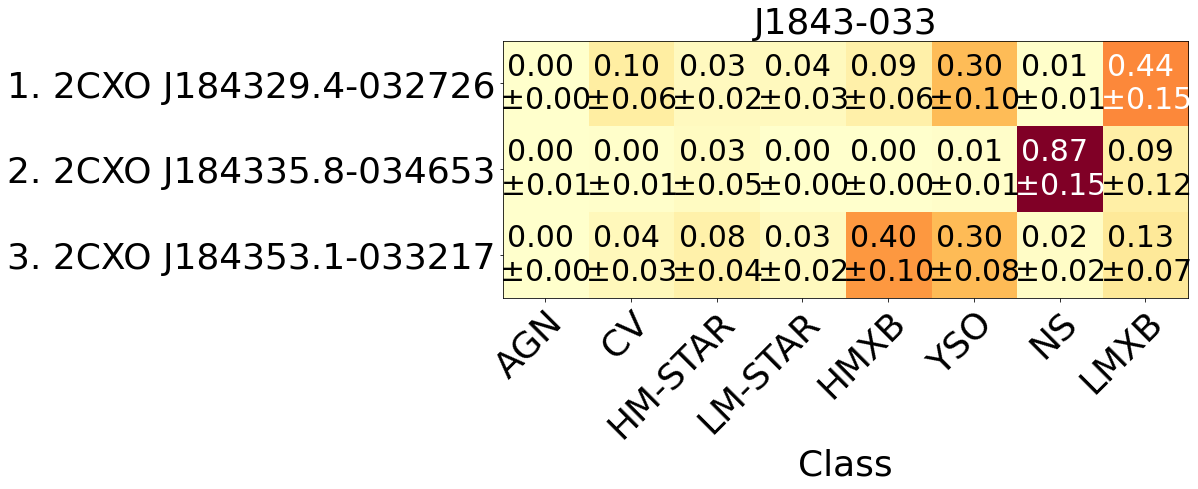 J1843-033
1. 2CXO J184329.4-032726
0.00 0.10 0.03 0.04 0.09 0.30 0.01 0.44
±0.00 ±0.06 ±0.02 ±0.03 ±0.06 ±0.10 ±0.01 ±0.15
2. 2CXO J184335.8-034653
0.00 0.00 0.03 0.00 0.00 0.01 0.87 0.09
±0.01 ±0.01 ±0.05 ±0.00 ±0.00 ±0.01 ±0.15 ±0.12
3. 2CXO J184353.1-033217
0.00 0.04 0.08 0.03 0.40 0.30 0.02 0.13
±0.00 ±0.03 ±0.04 ±0.02 ±0.10 ±0.08 ±0.02 ±0.07
AGN CV HM-STAR LM-STAR HMXB YSO NS LMXB
Class